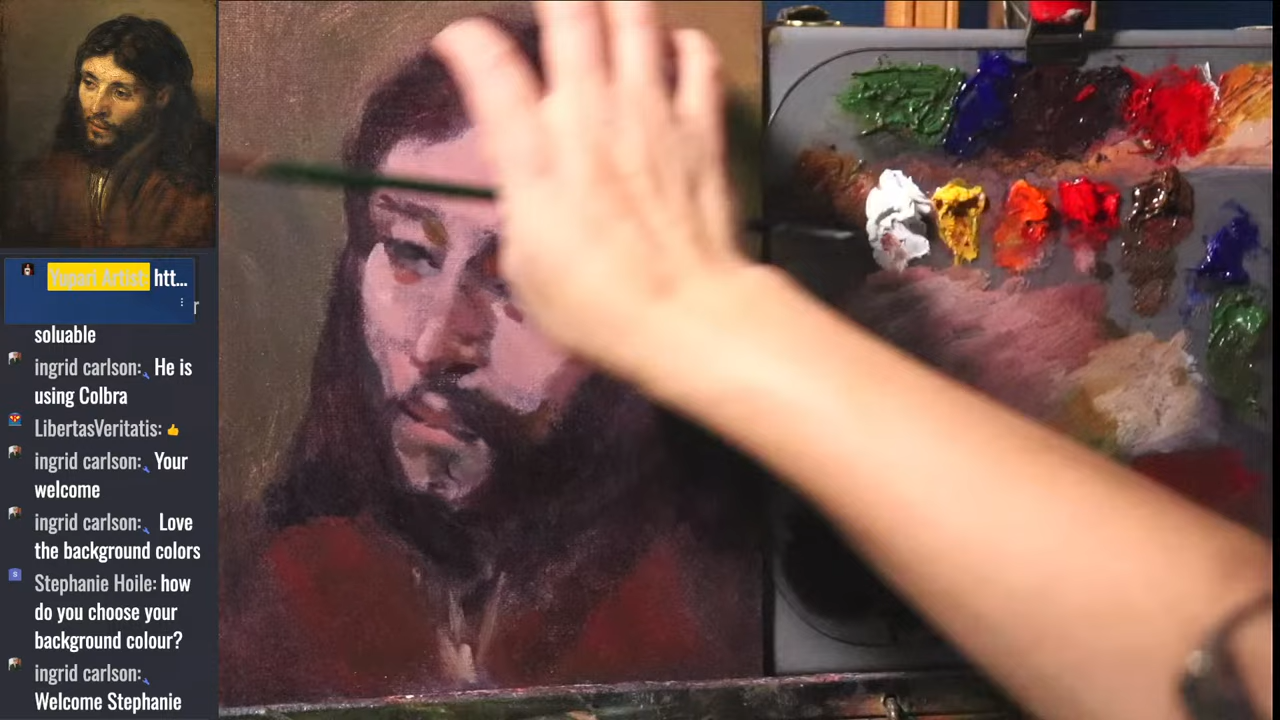 Yupari Artist: htt...
r
soluable
ingrid carlson: He is
using Colbra
LibertasVeritatis: 👍
ingrid carlson: Your
welcome
ingrid carlson: Love
the background colors
Stephanie Hoile: how
do you choose your
background colour?
ingrid carlson:
Welcome Stephanie